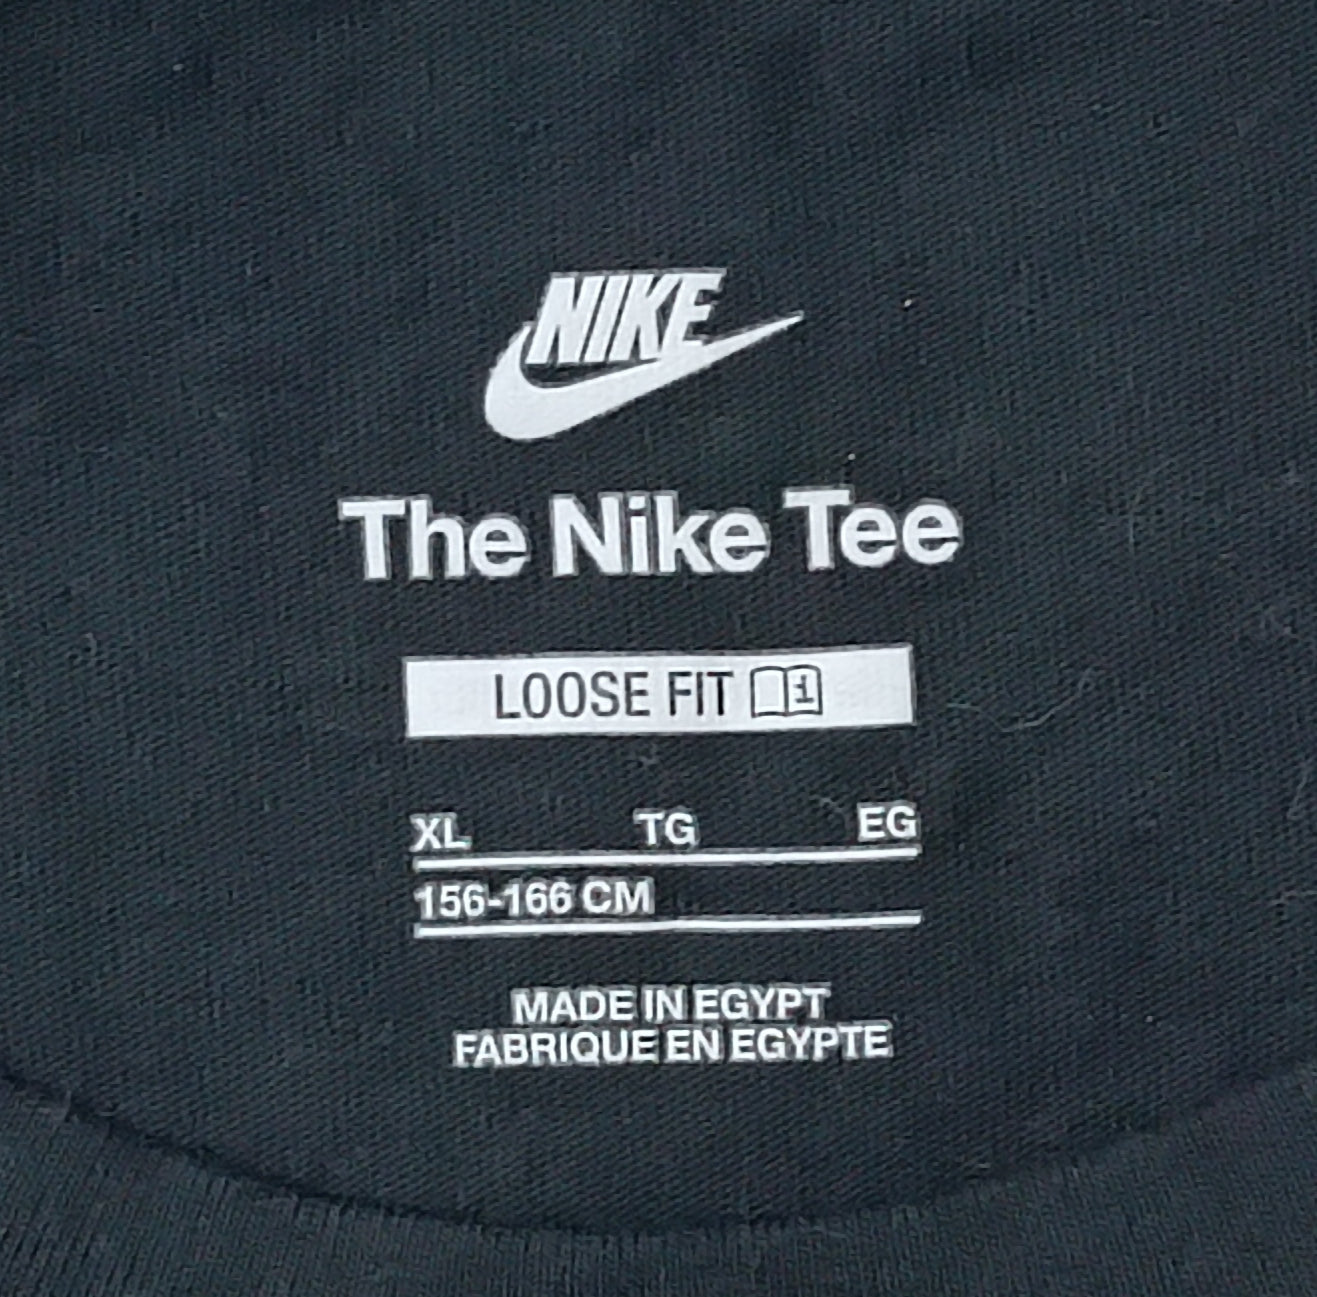 NIKE
The Nike Tee
LOOSE FIT i
XL TG EG
156-166 CM
MADE IN EGYPT
FABRIQUE EN EGYPTE